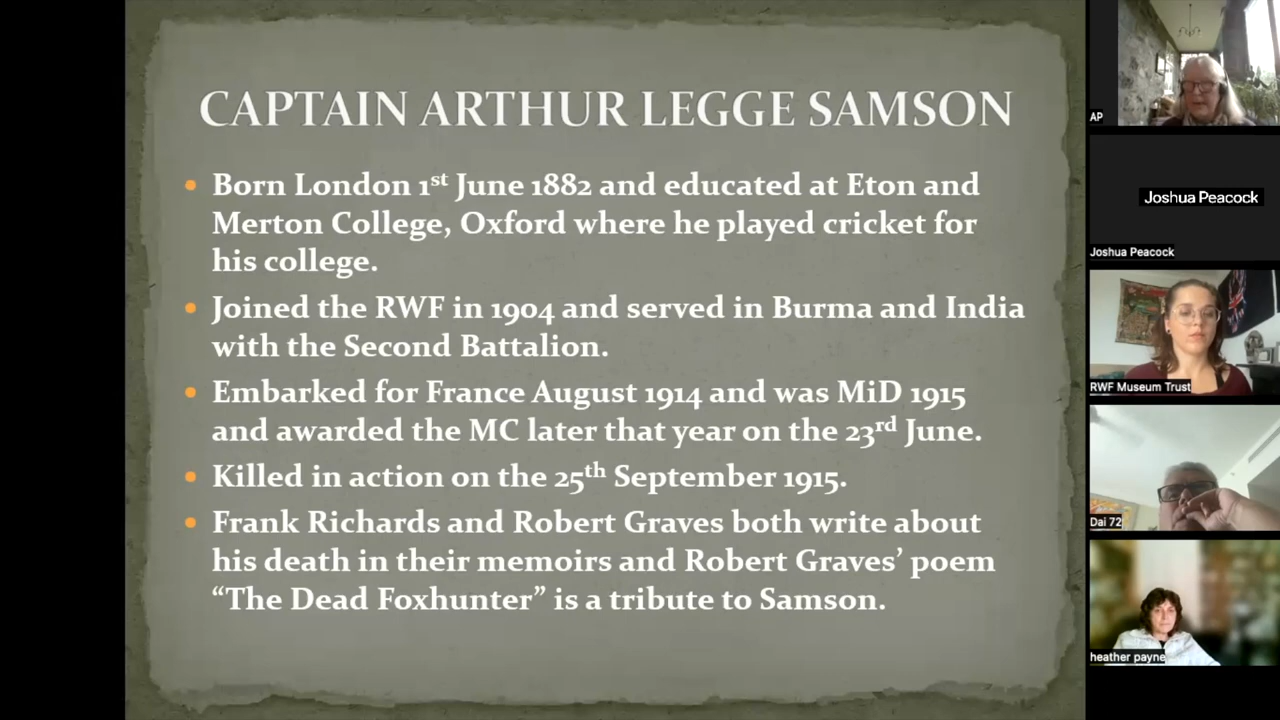 CAPTAIN ARTHUR LEGGE SAMSON
• Born London 1st June 1882 and educated at Eton and
Merton College, Oxford where he played cricket for
his college.
• Joined the RWF in 1904 and served in Burma and India
with the Second Battalion.
• Embarked for France August 1914 and was MiD 1915
and awarded the MC later that year on the 23rd June.
• Killed in action on the 25th September 1915.
• Frank Richards and Robert Graves both write about
his death in their memoirs and Robert Graves’ poem
“The Dead Foxhunter” is a tribute to Samson.
AP
Joshua Peacock
Joshua Peacock
RWF Museum Trust
Dai 72
heather payne